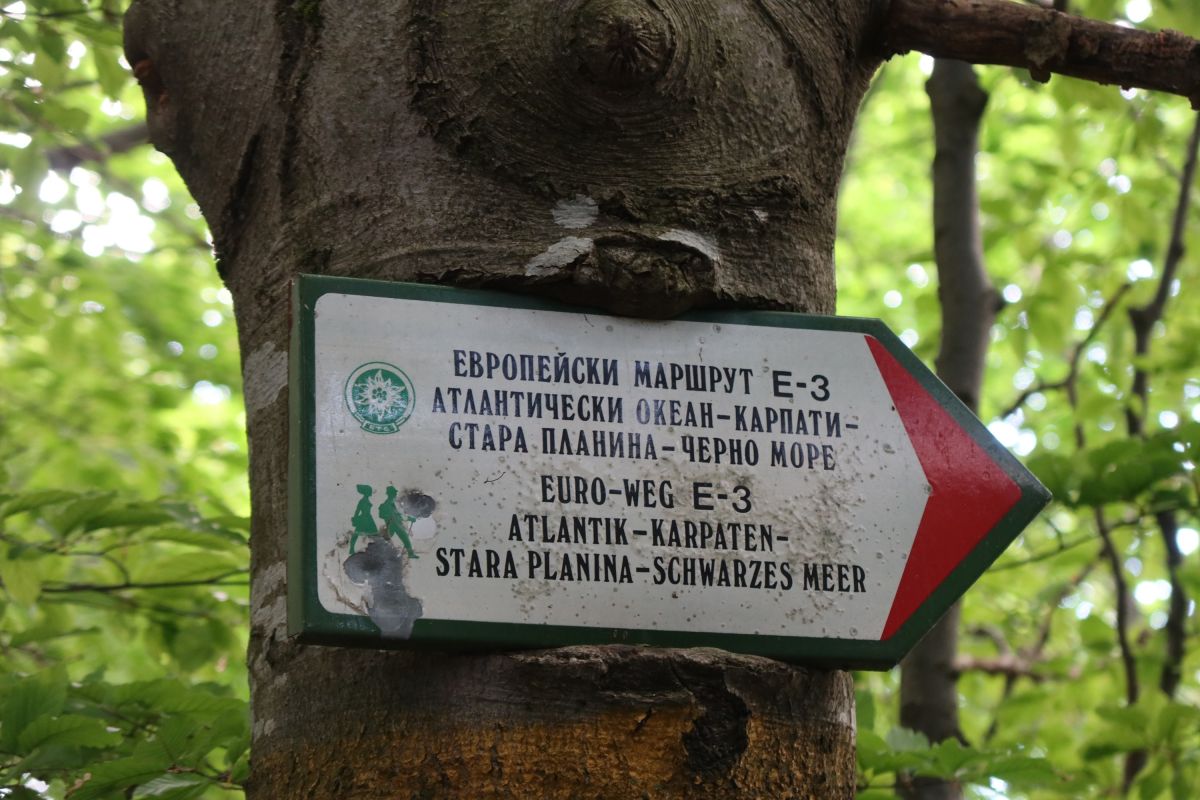 ЕВРОПЕЙСКИ МАРШРУТ E-3
АТЛАНТИЧЕСКИ ОКЕАН-КАРПАТИ-
СТАРА ПЛАНИНА-ЧЕРНО МОРЕ
EURO-WEG E-3
ATLANTIK-KARPATEN-
STARA PLANINA-SCHWARZES MEER